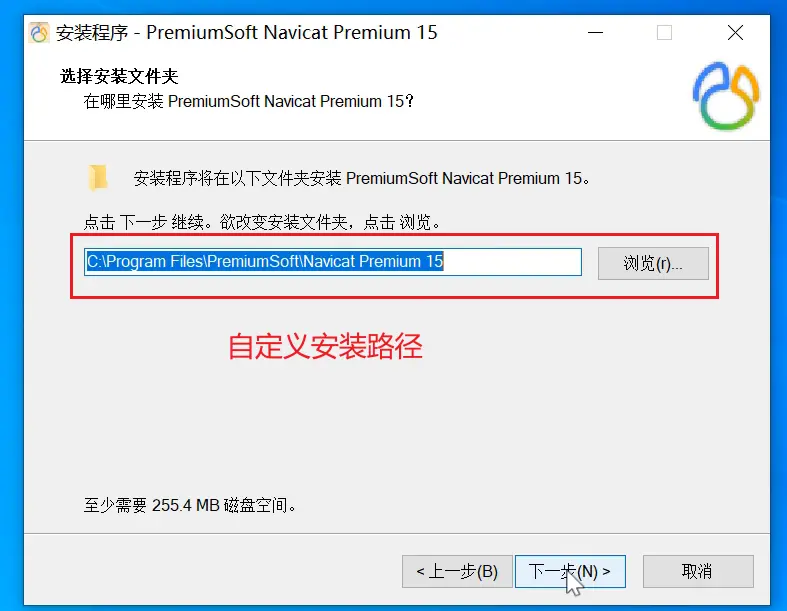 安装程序 - PremiumSoft Navicat Premium 15
选择安装文件夹
在哪里安装 PremiumSoft Navicat Premium 15?
安装程序将在以下文件夹安装 PremiumSoft Navicat Premium 15。
点击 下一步 继续。欲改变安装文件夹，点击 浏览。
C:\Program Files\PremiumSoft\Navicat Premium 15
浏览(r)...
自定义安装路径
至少需要 255.4 MB 磁盘空间。
< 上一步(B)
下一步(N) >
取消